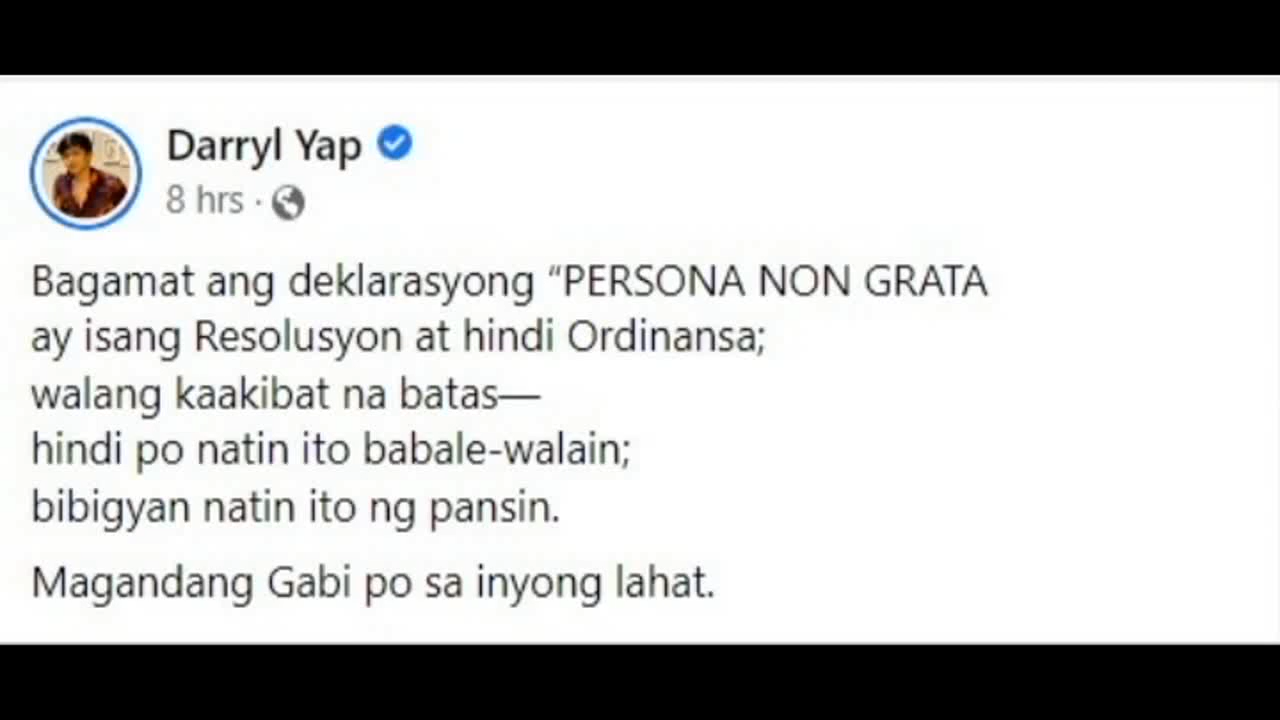 Darryl Yap
8 hrs ·
Bagamat ang deklarasyong “PERSONA NON GRATA
ay isang Resolusyon at hindi Ordinansa;
walang kaakibat na batas—
hindi po natin ito babale-walain;
bibigyan natin ito ng pansin.
Magandang Gabi po sa inyong lahat.